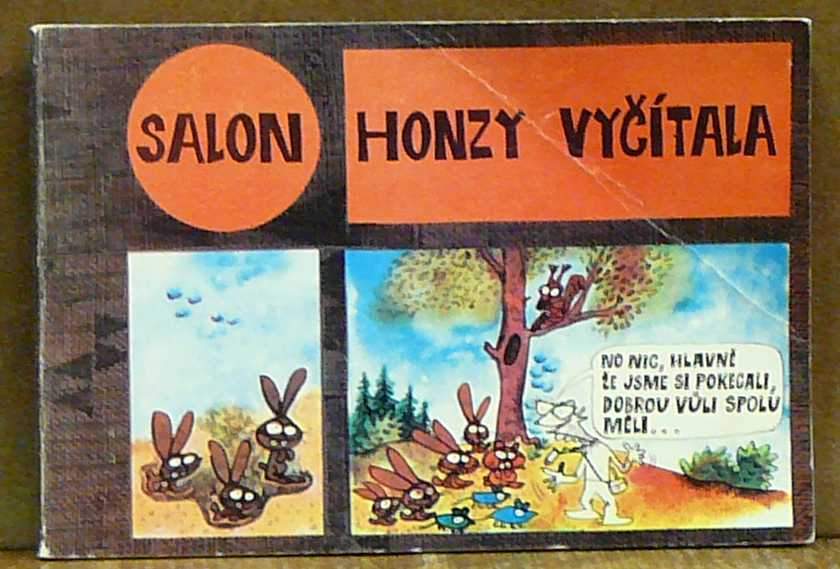 SALON
HONZY VYČÍTALA
NO NIC, HLAVNĚ
ŽE JSME SI POKECALI,
DOBROU VŮLI SPOLU
MĚLI...